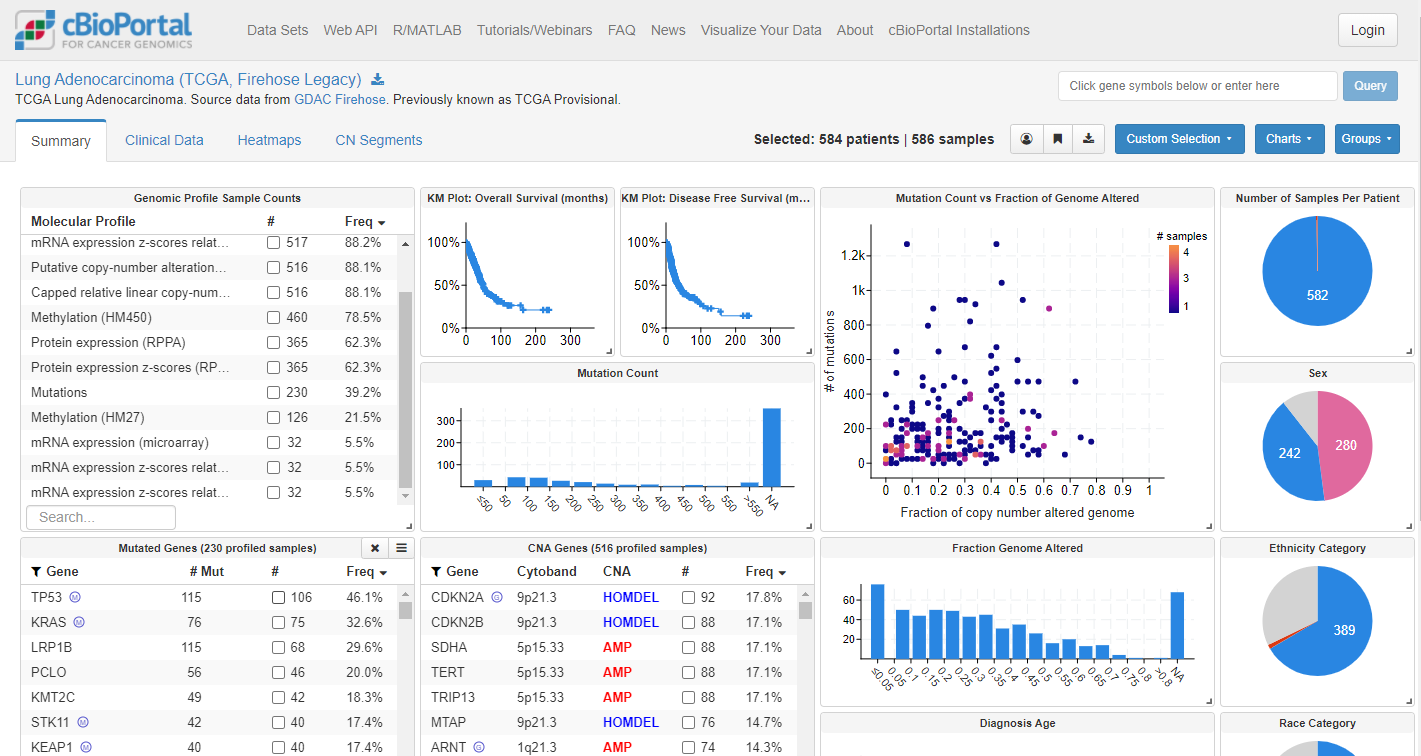 cBioPortal
FOR CANCER GENOMICS
Data Sets Web API R/MATLAB Tutorials/Webinars FAQ News Visualize Your Data About cBioPortal Installations Login
Lung Adenocarcinoma (TCGA, Firehose Legacy)
TCGA Lung Adenocarcinoma. Source data from GDAC Firehose. Previously known as TCGA Provisional.
Click gene symbols below or enter here Query
Summary Clinical Data Heatmaps CN Segments
Selected: 584 patients | 586 samples Custom Selection Charts Groups
Genomic Profile Sample Counts
Molecular Profile # Freq
mRNA expression z-scores relat... 517 88.2%
Putative copy-number alteration... 516 88.1%
Capped relative linear copy-num... 516 88.1%
Methylation (HM450) 460 78.5%
Protein expression (RPPA) 365 62.3%
Protein expression z-scores (RP... 365 62.3%
Mutations 230 39.2%
Methylation (HM27) 126 21.5%
mRNA expression (microarray) 32 5.5%
mRNA expression z-scores relat... 32 5.5%
mRNA expression z-scores relat... 32 5.5%
Search...
KM Plot: Overall Survival (months)
100%
50%
0%
0 100 200 300
KM Plot: Disease Free Survival (m...
100%
50%
0%
0 100 200 300
Mutation Count
300
200
100
≤50 50 100 150 200 250 300 350 400 450 500 550 >550 NA
Mutation Count vs Fraction of Genome Altered
# samples
4
3
1
# of mutations
1.2k
1k
800
600
400
200
0
0 0.1 0.2 0.3 0.4 0.5 0.6 0.7 0.8 0.9 1
Fraction of copy number altered genome
Number of Samples Per Patient
582
Sex
242 280
Mutated Genes (230 profiled samples)
Gene # Mut # Freq
TP53 M 115 106 46.1%
KRAS M 76 75 32.6%
LRP1B 115 68 29.6%
PCLO 56 46 20.0%
KMT2C 49 42 18.3%
STK11 M 42 40 17.4%
KEAP1 M 40 40 17.4%
CNA Genes (516 profiled samples)
Gene Cytoband CNA # Freq
CDKN2A G 9p21.3 HOMDEL 92 17.8%
CDKN2B 9p21.3 HOMDEL 88 17.1%
SDHA 5p15.33 AMP 88 17.1%
TERT 5p15.33 AMP 88 17.1%
TRIP13 5p15.33 AMP 88 17.1%
MTAP 9p21.3 HOMDEL 76 14.7%
ARNT G 1q21.3 AMP 74 14.3%
Fraction Genome Altered
60
40
20
≤0.05 0.05 0.1 0.15 0.2 0.25 0.3 0.35 0.4 0.45 0.5 0.55 0.6 0.65 0.7 0.75 0.8 >0.8 NA
Ethnicity Category
389
Diagnosis Age
Race Category